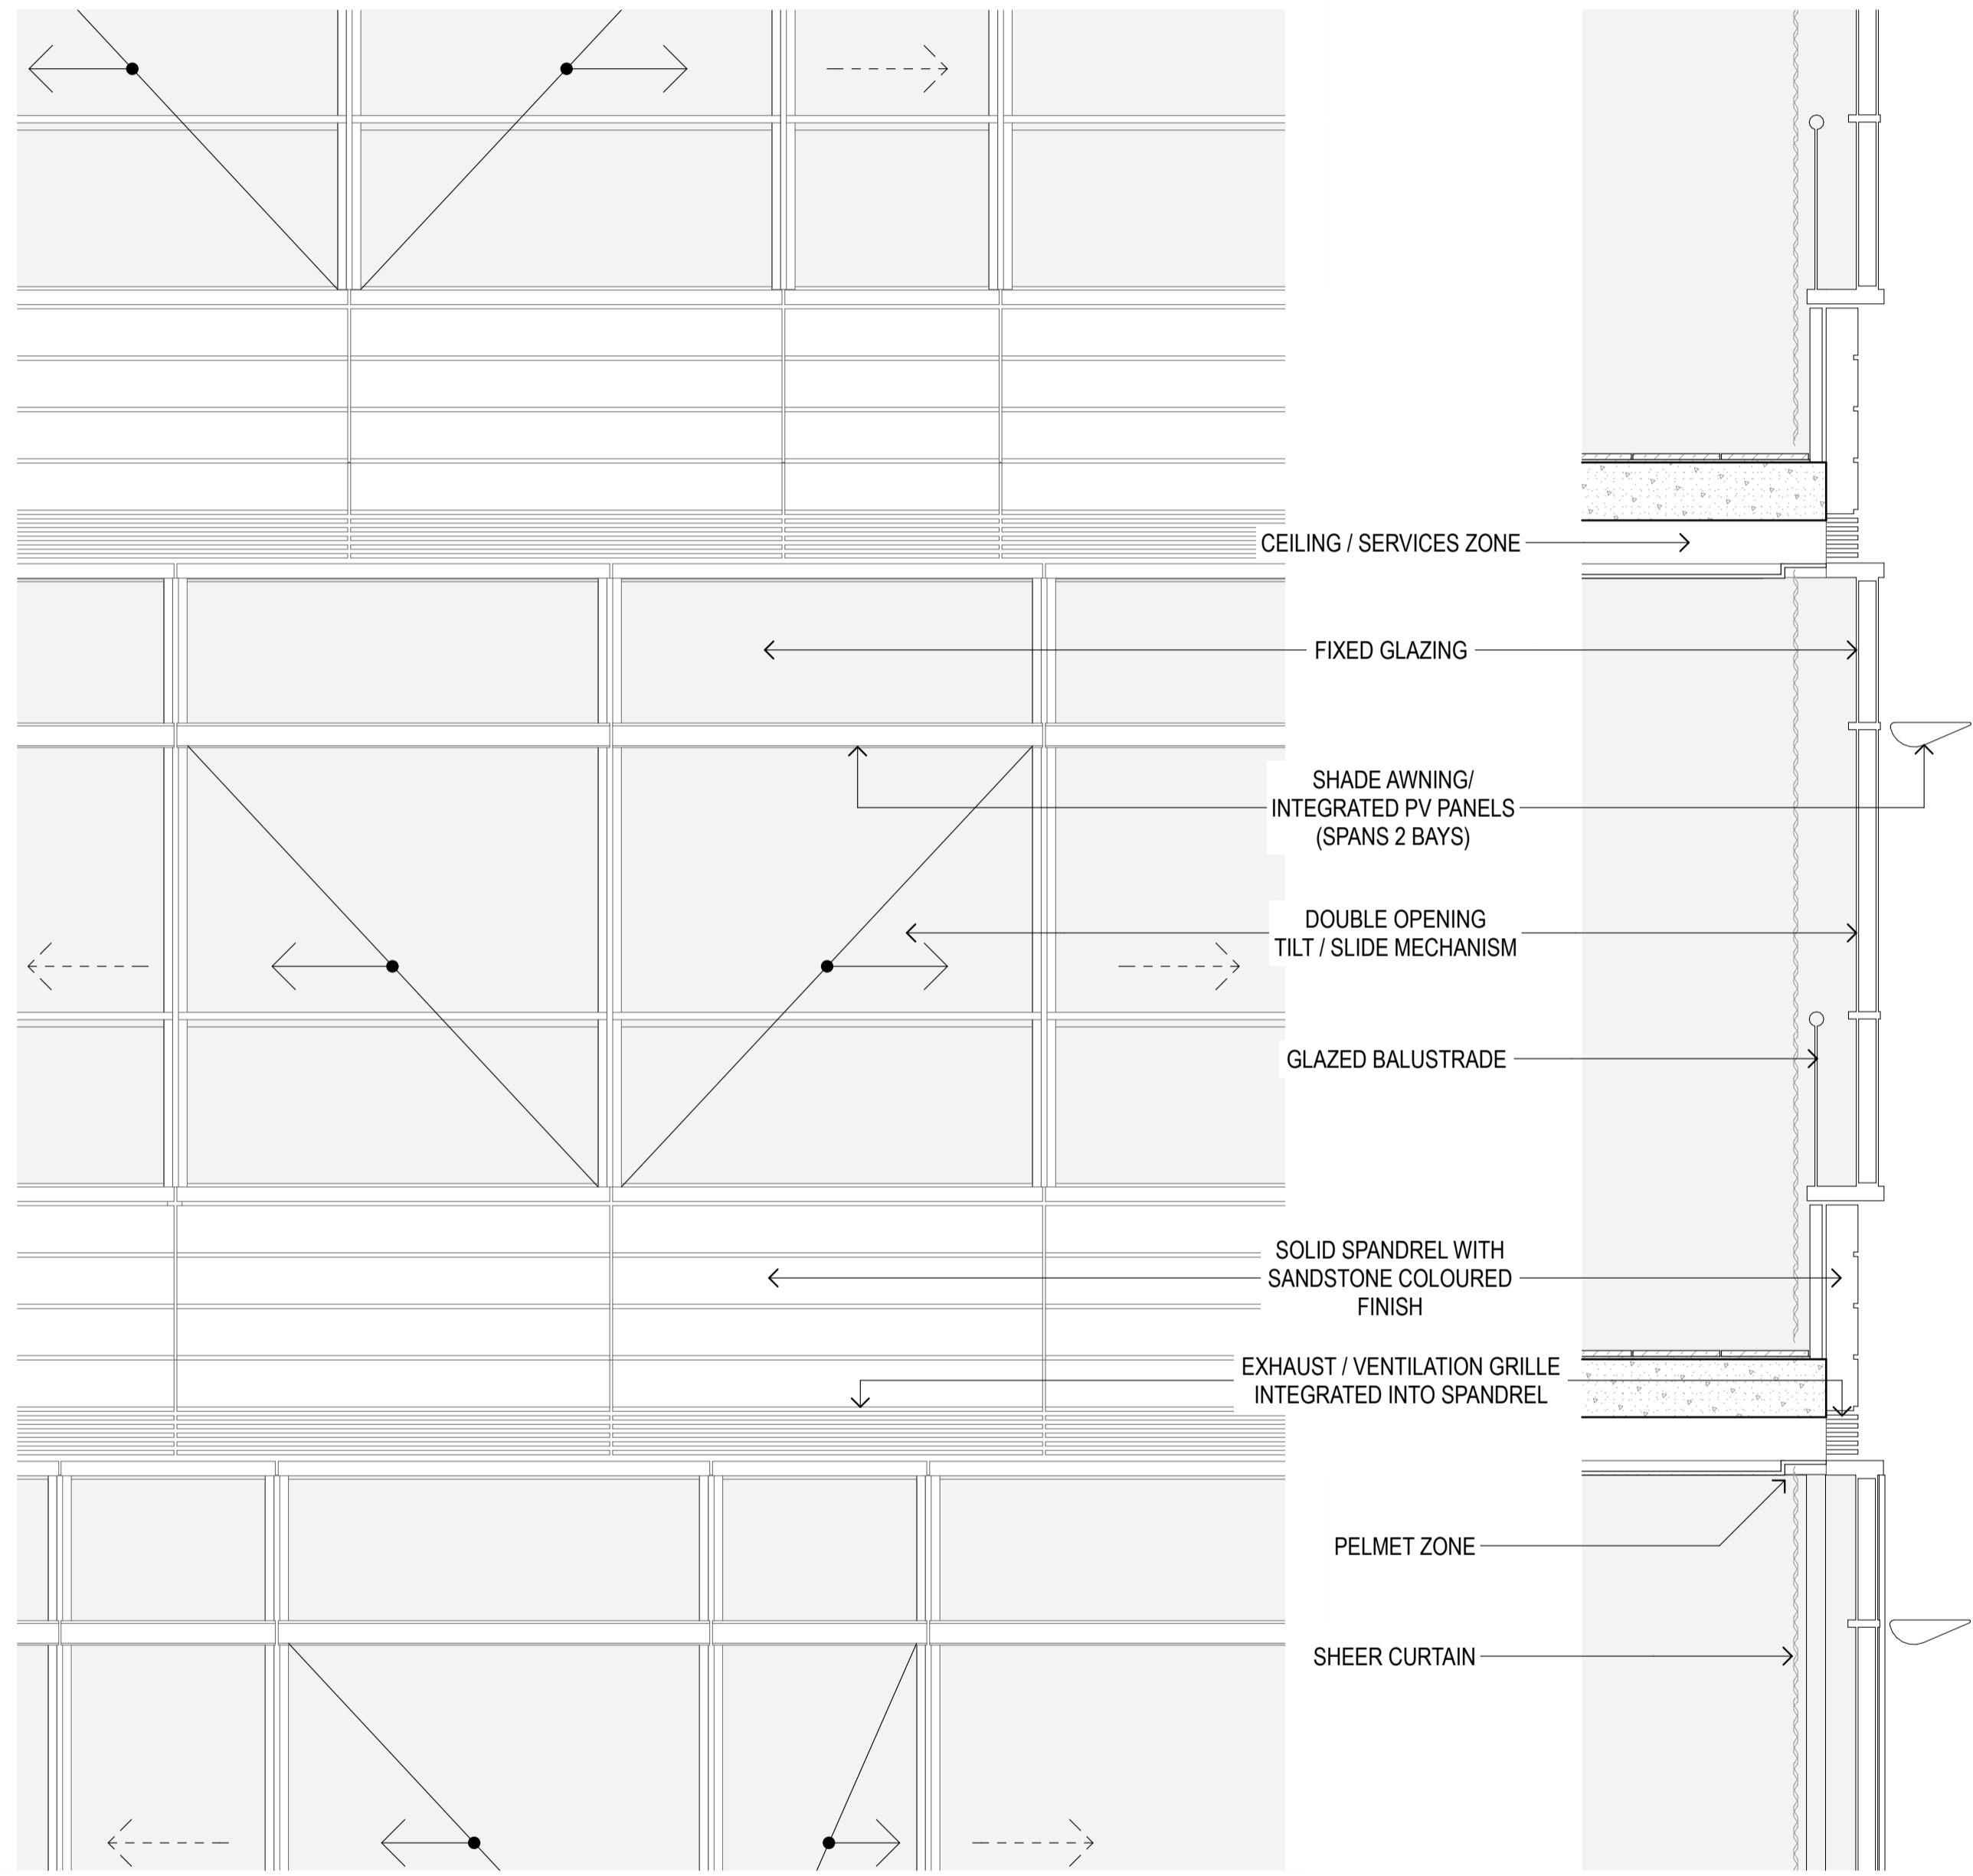 CEILING / SERVICES ZONE
FIXED GLAZING
SHADE AWNING/
INTEGRATED PV PANELS
(SPANS 2 BAYS)
DOUBLE OPENING
TILT / SLIDE MECHANISM
GLAZED BALUSTRADE
SOLID SPANDREL WITH
SANDSTONE COLOURED
FINISH
EXHAUST / VENTILATION GRILLE
INTEGRATED INTO SPANDREL
PELMET ZONE
SHEER CURTAIN